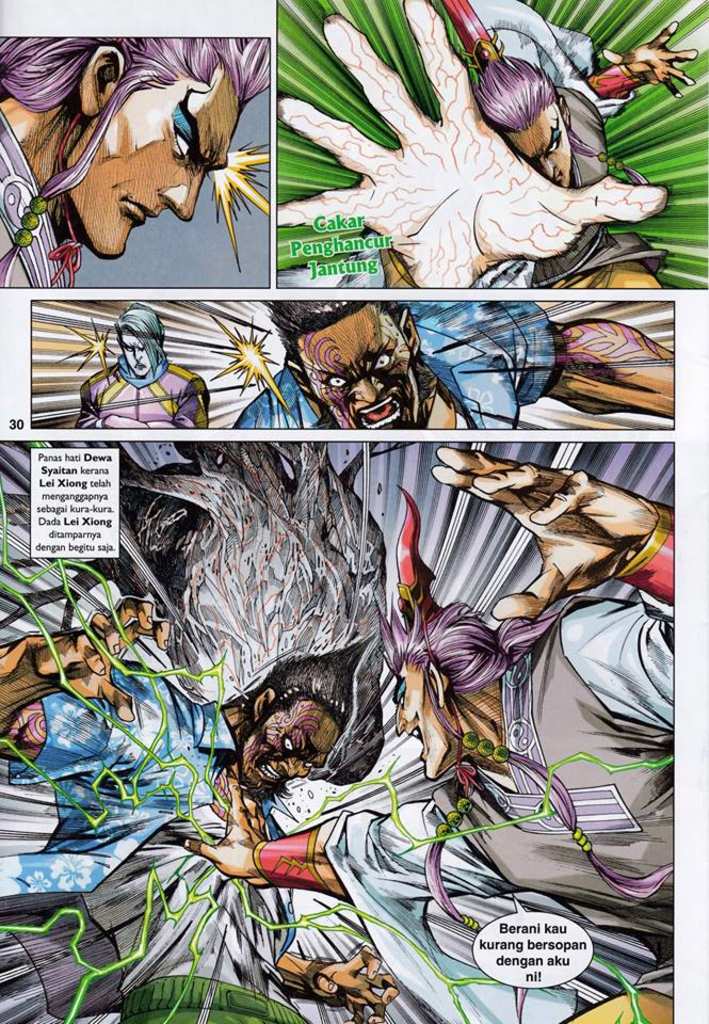 Cakar
Penghancur
Jantung
30
Panas hati Dewa
Syaitan kerana
Lei Xiong telah
menganggapnya
sebagai kura-kura.
Dada Lei Xiong
ditamparnya
dengan begitu saja.
Berani kau
kurang bersopan
dengan aku
ni!